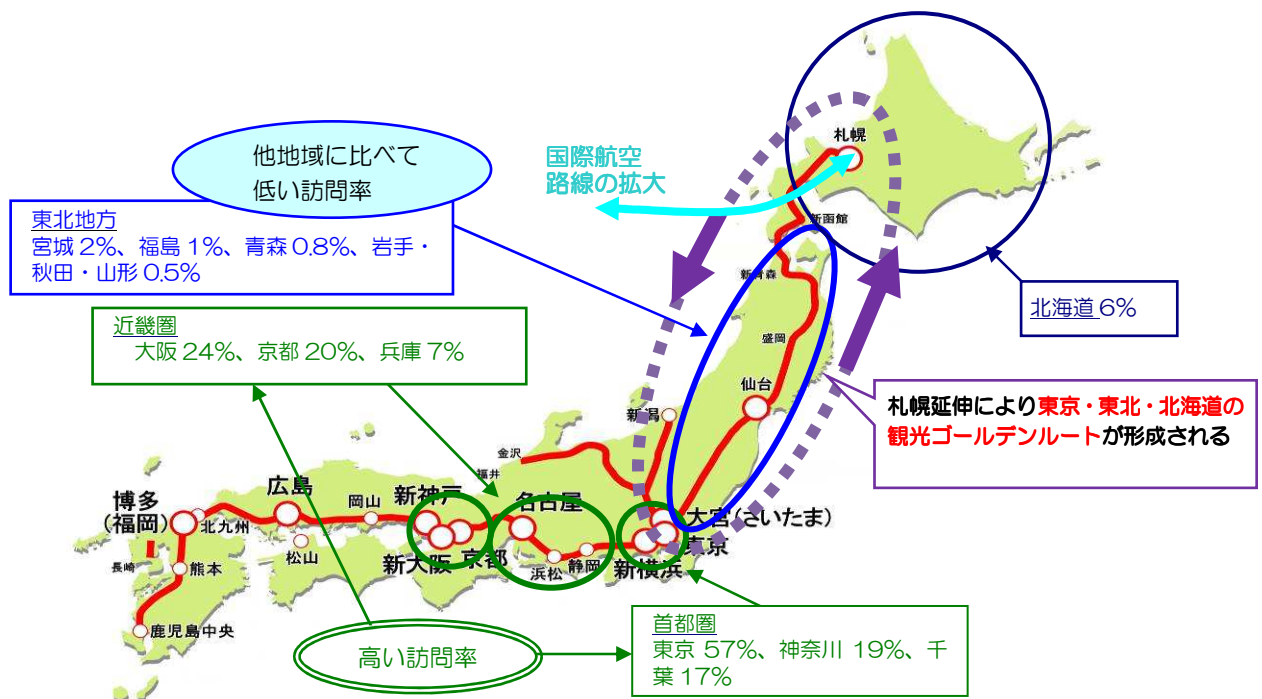 他地域に比べて
低い訪問率
東北地方
宮城 2%、福島 1%、青森 0.8%、岩手・
秋田・山形 0.5%
国際航空
路線の拡大
札幌
新函館
新青森
北海道 6%
近畿圏
大阪 24%、京都 20%、兵庫 7%
盛岡
仙台
札幌延伸により東京・東北・北海道の
観光ゴールデンルートが形成される
新潟
金沢
福井
博多
(福岡)
北九州
広島
岡山
新神戸
名古屋
大宮(さいたま)
東京
松山
新大阪
京都
浜松
静岡
新横浜
長崎
熊本
鹿児島中央
高い訪問率
首都圏
東京 57%、神奈川 19%、千
葉 17%